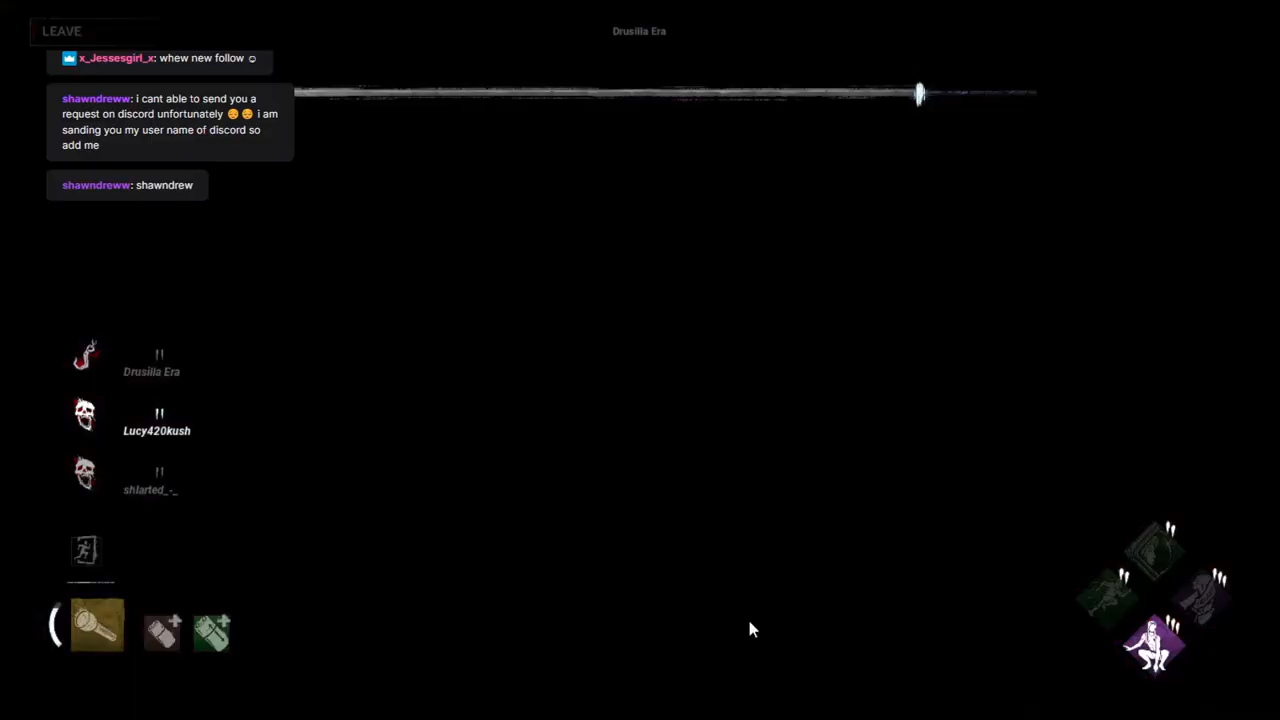 LEAVE
Drusilla Era
x_Jessesgirl_x: whew new follow ☺
shawndreww: i cant able to send you a
request on discord unfortunately ☹️☹️ i am
sanding you my user name of discord so
add me
shawndreww: shawndrew
Drusilla Era
Lucy420kush
shlarted_-_